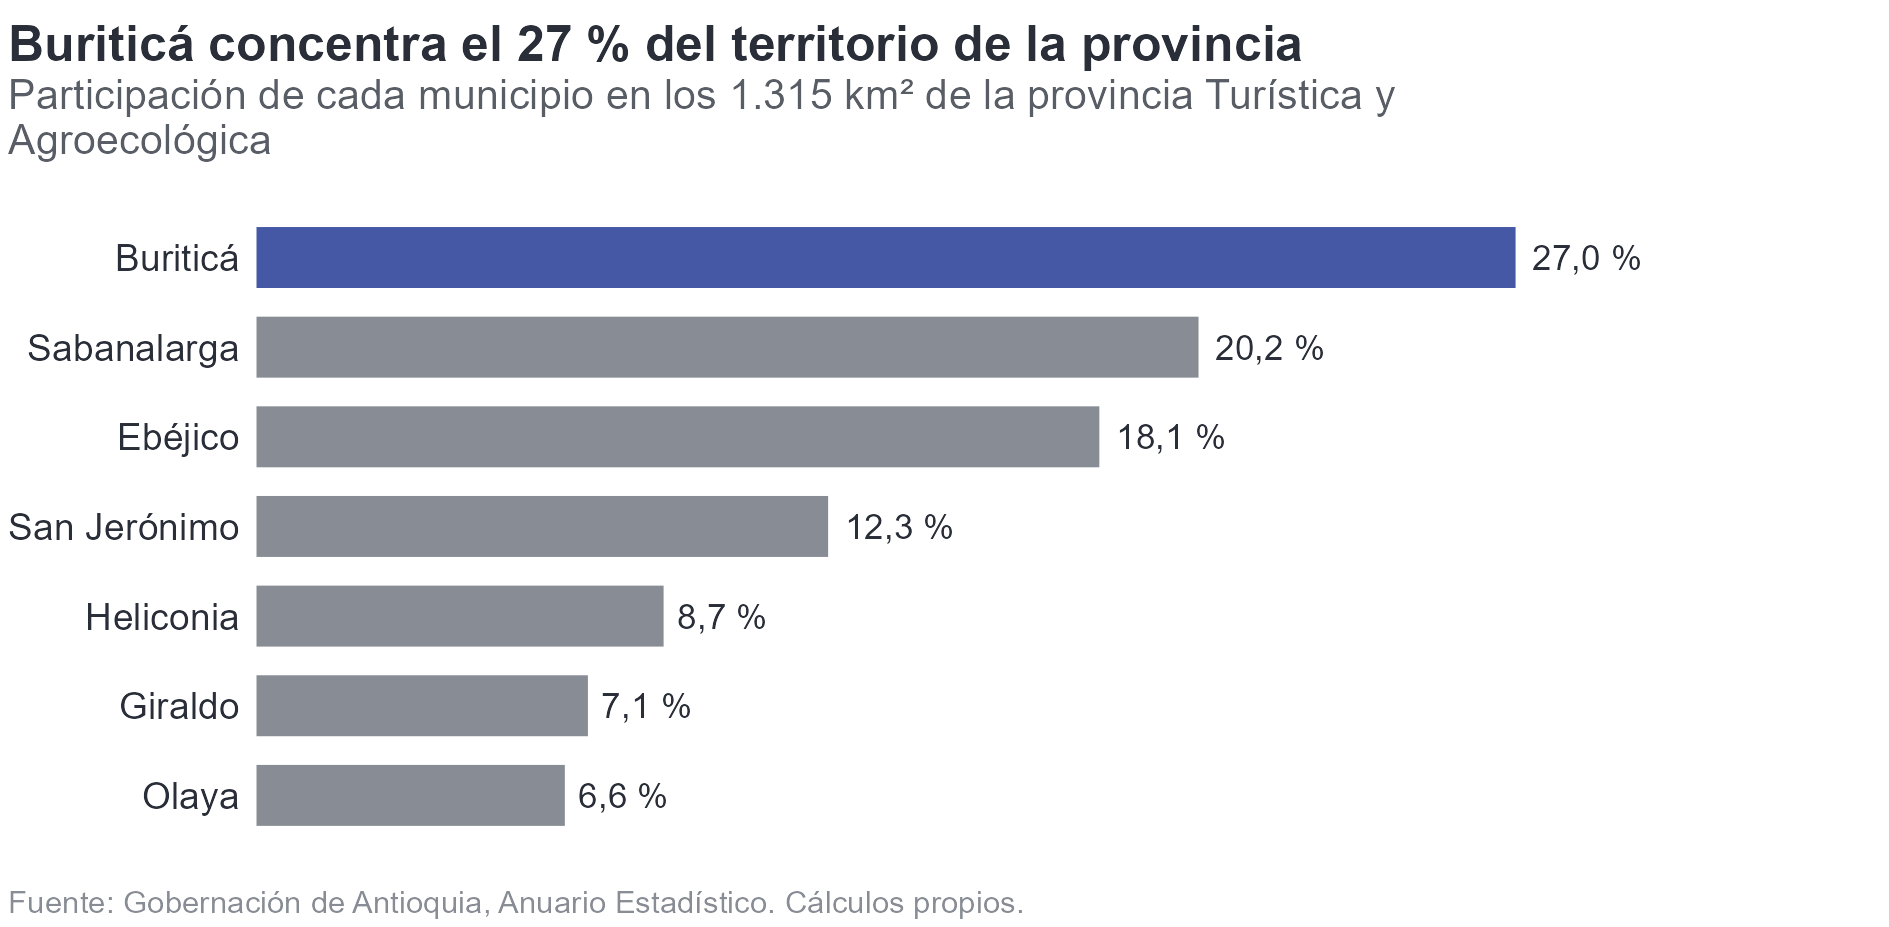 Buriticá concentra el 27 % del territorio de la provincia
Participación de cada municipio en los 1.315 km² de la provincia Turística y
Agroecológica
Buriticá 27,0 %
Sabanalarga 20,2 %
Ebéjico 18,1 %
San Jerónimo 12,3 %
Heliconia 8,7 %
Giraldo 7,1 %
Olaya 6,6 %
Fuente: Gobernación de Antioquia, Anuario Estadístico. Cálculos propios.